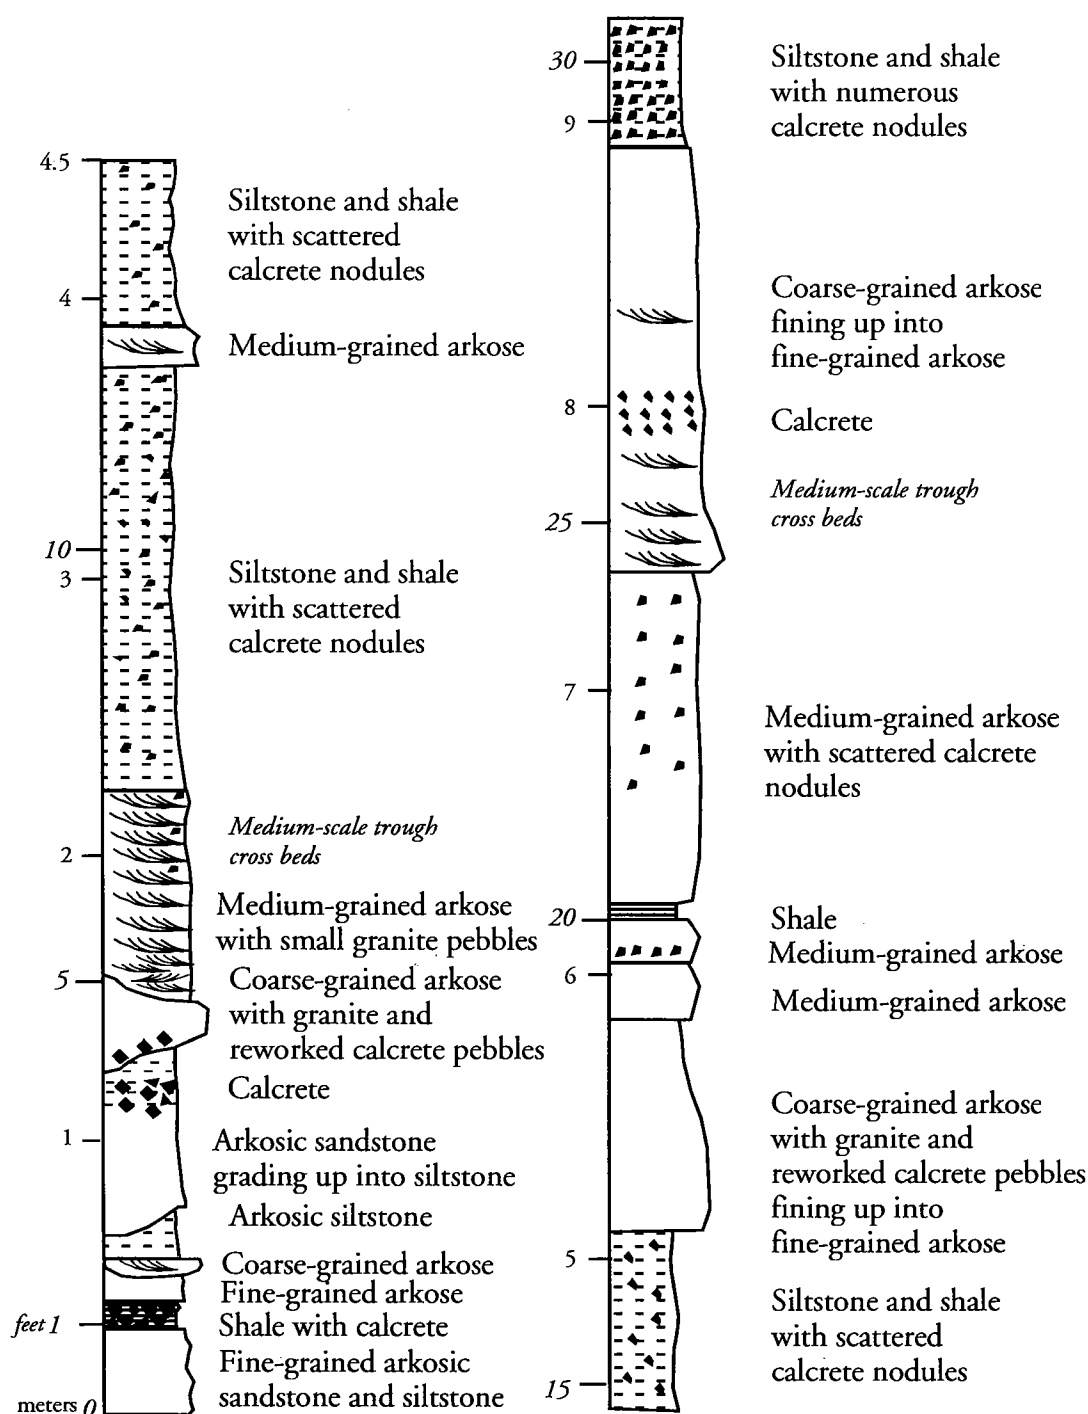 4.5
Siltstone and shale
with scattered
calcrete nodules
4
Medium-grained arkose
10
3
Siltstone and shale
with scattered
calcrete nodules
Medium-scale trough
cross beds
2
Medium-grained arkose
with small granite pebbles
5
Coarse-grained arkose
with granite and
reworked calcrete pebbles
Calcrete
1
Arkosic sandstone
grading up into siltstone
Arkosic siltstone
Coarse-grained arkose
Fine-grained arkose
feet 1
Shale with calcrete
Fine-grained arkosic
sandstone and siltstone
meters 0
30
Siltstone and shale
with numerous
calcrete nodules
9
Coarse-grained arkose
fining up into
fine-grained arkose
8
Calcrete
Medium-scale trough
cross beds
25
7
Medium-grained arkose
with scattered calcrete
nodules
20
Shale
Medium-grained arkose
6
Medium-grained arkose
Coarse-grained arkose
with granite and
reworked calcrete pebbles
fining up into
fine-grained arkose
5
Siltstone and shale
with scattered
calcrete nodules
15